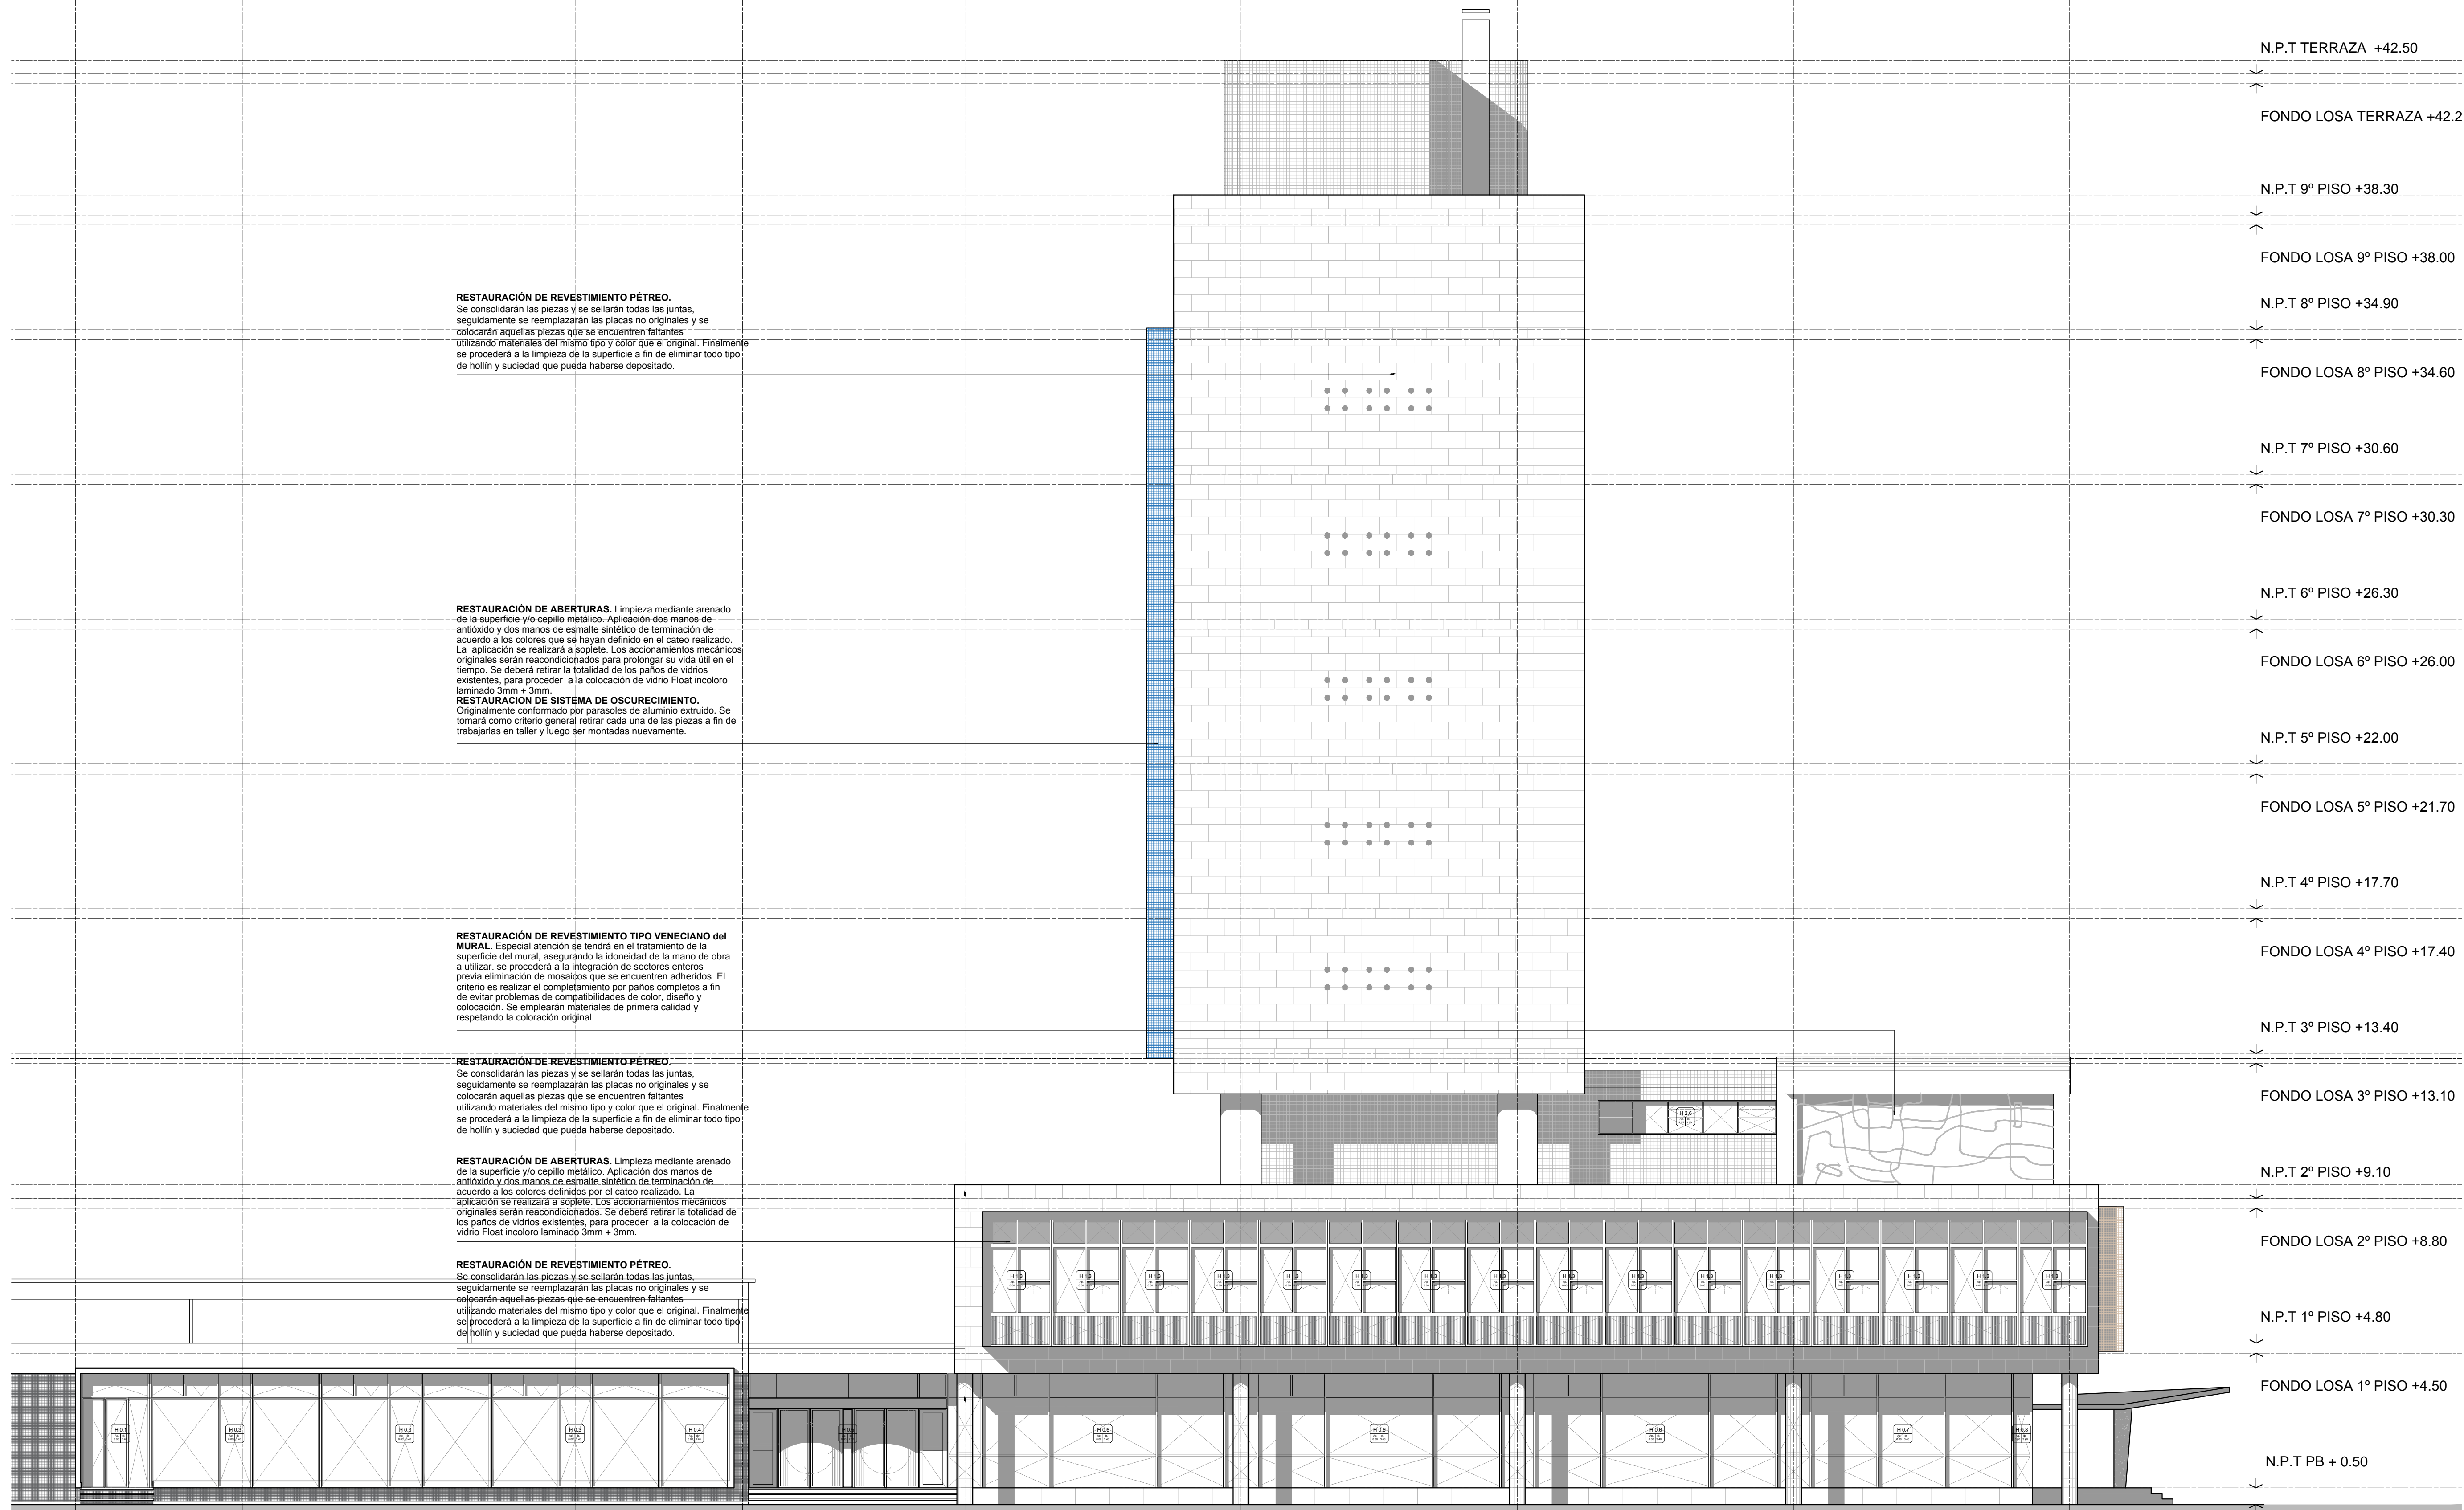 N.P.T TERRAZA +42.50
FONDO LOSA TERRAZA +42.2
N.P.T 9º PISO +38.30
FONDO LOSA 9º PISO +38.00
RESTAURACIÓN DE REVESTIMIENTO PÉTREO.
Se consolidarán las piezas y se sellarán todas las juntas,
seguidamente se reemplazarán las placas no originales y se
colocarán aquellas piezas que se encuentren faltantes
utilizando materiales del mismo tipo y color que el original. Finalmente
se procederá a la limpieza de la superficie a fin de eliminar todo tipo
de hollín y suciedad que pueda haberse depositado.
N.P.T 8º PISO +34.90
FONDO LOSA 8º PISO +34.60
N.P.T 7º PISO +30.60
FONDO LOSA 7º PISO +30.30
N.P.T 6º PISO +26.30
FONDO LOSA 6º PISO +26.00
RESTAURACIÓN DE ABERTURAS. Limpieza mediante arenado
de la superficie y/o cepillo metálico. Aplicación dos manos de
antióxido y dos manos de esmalte sintético de terminación de
acuerdo a los colores que se hayan definido en el cateo realizado.
La aplicación se realizará a soplete. Los accionamientos mecánicos
originales serán reacondicionados para prolongar su vida útil en el
tiempo. Se deberá retirar la totalidad de los paños de vidrios
existentes, para proceder a la colocación de vidrio Float incoloro
laminado 3mm + 3mm.
RESTAURACION DE SISTEMA DE OSCURECIMIENTO.
Originalmente conformado por parasoles de aluminio extruido. Se
tomará como criterio general retirar cada una de las piezas a fin de
trabajarlas en taller y luego ser montadas nuevamente.
N.P.T 5º PISO +22.00
FONDO LOSA 5º PISO +21.70
N.P.T 4º PISO +17.70
FONDO LOSA 4º PISO +17.40
RESTAURACIÓN DE REVESTIMIENTO TIPO VENECIANO del
MURAL. Especial atención se tendrá en el tratamiento de la
superficie del mural, asegurando la idoneidad de la mano de obra
a utilizar. se procederá a la integración de sectores enteros
previa eliminación de mosaicos que se encuentren adheridos. El
criterio es realizar el completamiento por paños completos a fin
de evitar problemas de compatibilidades de color, diseño y
colocación. Se emplearán materiales de primera calidad y
respetando la coloración original.
N.P.T 3º PISO +13.40
FONDO LOSA 3º PISO +13.10
RESTAURACIÓN DE REVESTIMIENTO PÉTREO.
Se consolidarán las piezas y se sellarán todas las juntas,
seguidamente se reemplazarán las placas no originales y se
colocarán aquellas piezas que se encuentren faltantes
utilizando materiales del mismo tipo y color que el original. Finalmente
se procederá a la limpieza de la superficie a fin de eliminar todo tipo
de hollín y suciedad que pueda haberse depositado.
H 2.6
N.P.T 2º PISO +9.10
FONDO LOSA 2º PISO +8.80
RESTAURACIÓN DE ABERTURAS. Limpieza mediante arenado
de la superficie y/o cepillo metálico. Aplicación dos manos de
antióxido y dos manos de esmalte sintético de terminación de
acuerdo a los colores definidos por el cateo realizado. La
aplicación se realizará a soplete. Los accionamientos mecánicos
originales serán reacondicionados. Se deberá retirar la totalidad de
los paños de vidrios existentes, para proceder a la colocación de
vidrio Float incoloro laminado 3mm + 3mm.
RESTAURACIÓN DE REVESTIMIENTO PÉTREO.
Se consolidarán las piezas y se sellarán todas las juntas,
seguidamente se reemplazarán las placas no originales y se
colocarán aquellas piezas que se encuentren faltantes
utilizando materiales del mismo tipo y color que el original. Finalmente
se procederá a la limpieza de la superficie a fin de eliminar todo tipo
de hollín y suciedad que pueda haberse depositado.
N.P.T 1º PISO +4.80
FONDO LOSA 1º PISO +4.50
H 0.3
H 0.3
H 0.3
H 0.4
H 0.6
H 0.6
H 0.6
H 0.7
H 0.8
N.P.T PB + 0.50